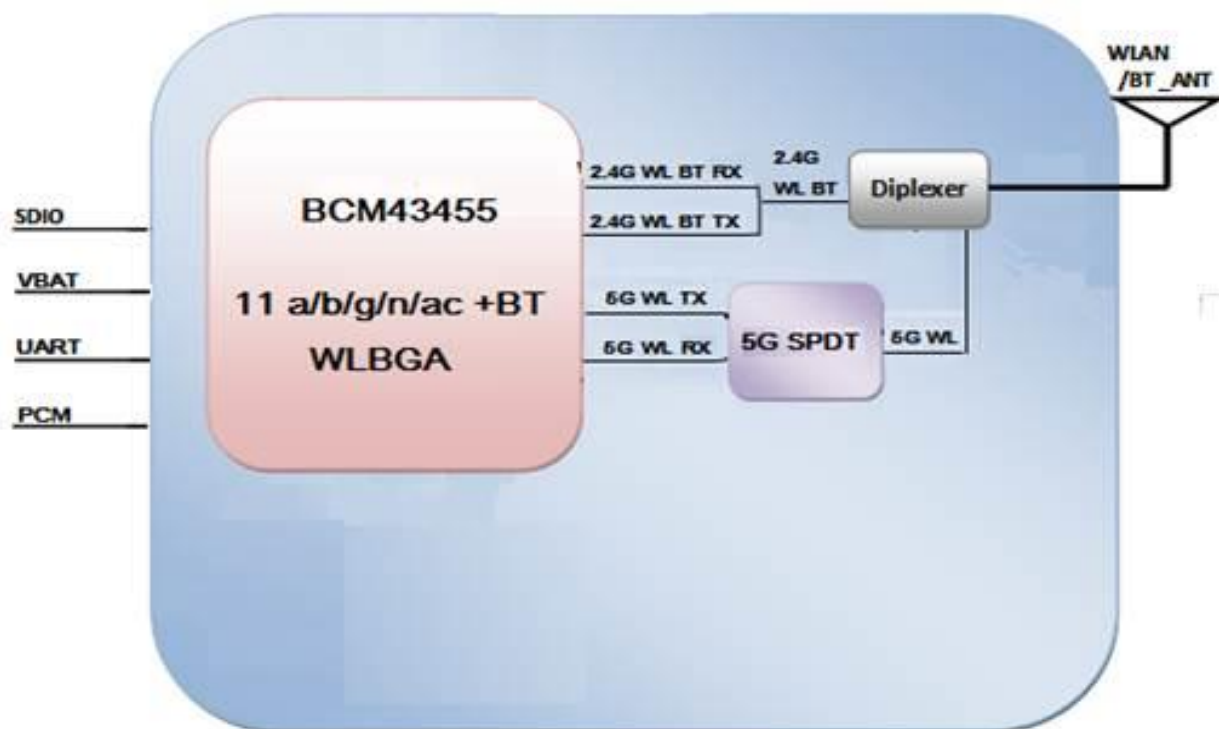 WLAN
/BT_ANT
2.4G WL BT RX
2.4G
WL BT
Diplexer
SDIO
BCM43455
2.4G WL BT TX
VBAT
11 a/b/g/n/ac +BT
5G WL TX
UART
WLBGA
5G WL RX
5G SPDT
5G WL
PCM